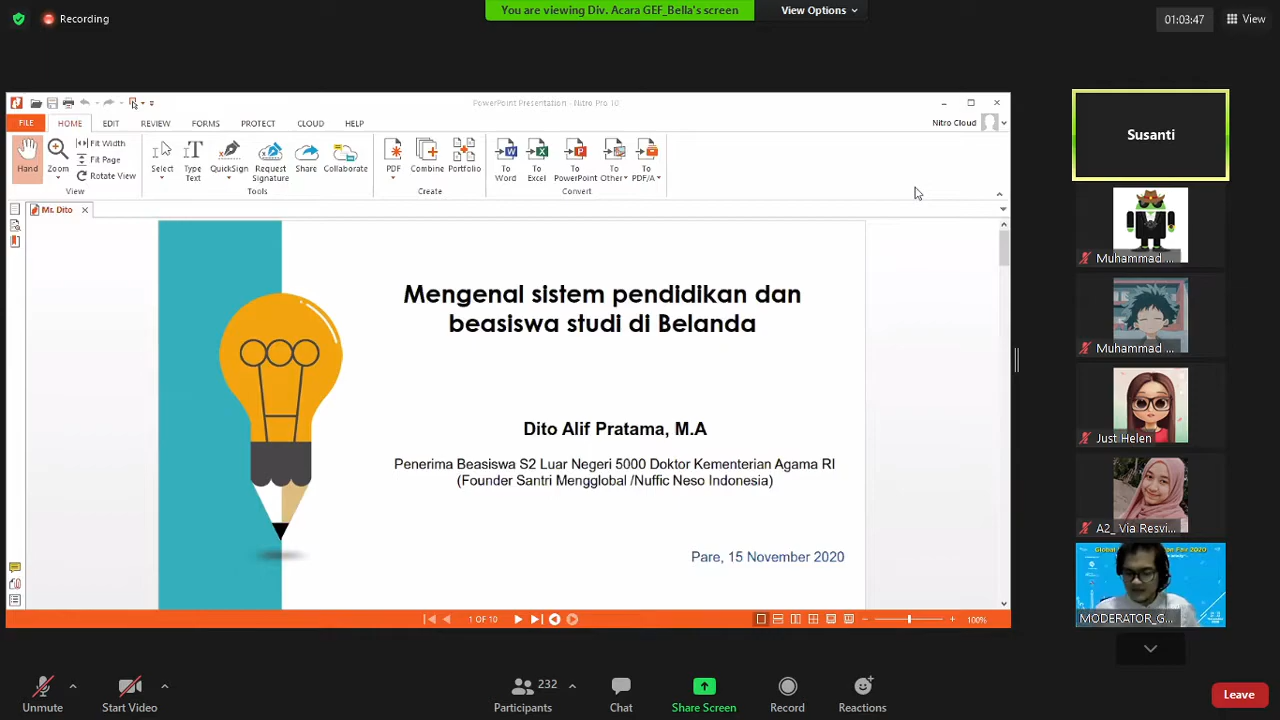 Recording
You are viewing Div. Acara GEF_Bella's screen
View Options
01:03:47
View
PowerPoint Presentation - Nitro Pro 10
FILE
HOME
EDIT
REVIEW
FORMS
PROTECT
CLOUD
HELP
Nitro Cloud
Hand
Zoom
Fit Width
Fit Page
Rotate View
View
Select
Type Text
QuickSign
Request Signature
Share
Collaborate
Tools
PDF
Combine
Portfolio
Create
To Word
To Excel
To PowerPoint
To Other
To PDF/A
Convert
Mr. Dito
Mengenal sistem pendidikan dan
beasiswa studi di Belanda
Dito Alif Pratama, M.A
Penerima Beasiswa S2 Luar Negeri 5000 Doktor Kementerian Agama RI
(Founder Santri Mengglobal /Nuffic Neso Indonesia)
Pare, 15 November 2020
1 OF 10
100%
Susanti
Muhammad ...
Muhammad ...
Just Helen
A2_ Via Resvi...
Global
Fair 2020
MODERATOR_G...
Unmute
Start Video
232
Participants
Chat
Share Screen
Record
Reactions
Leave